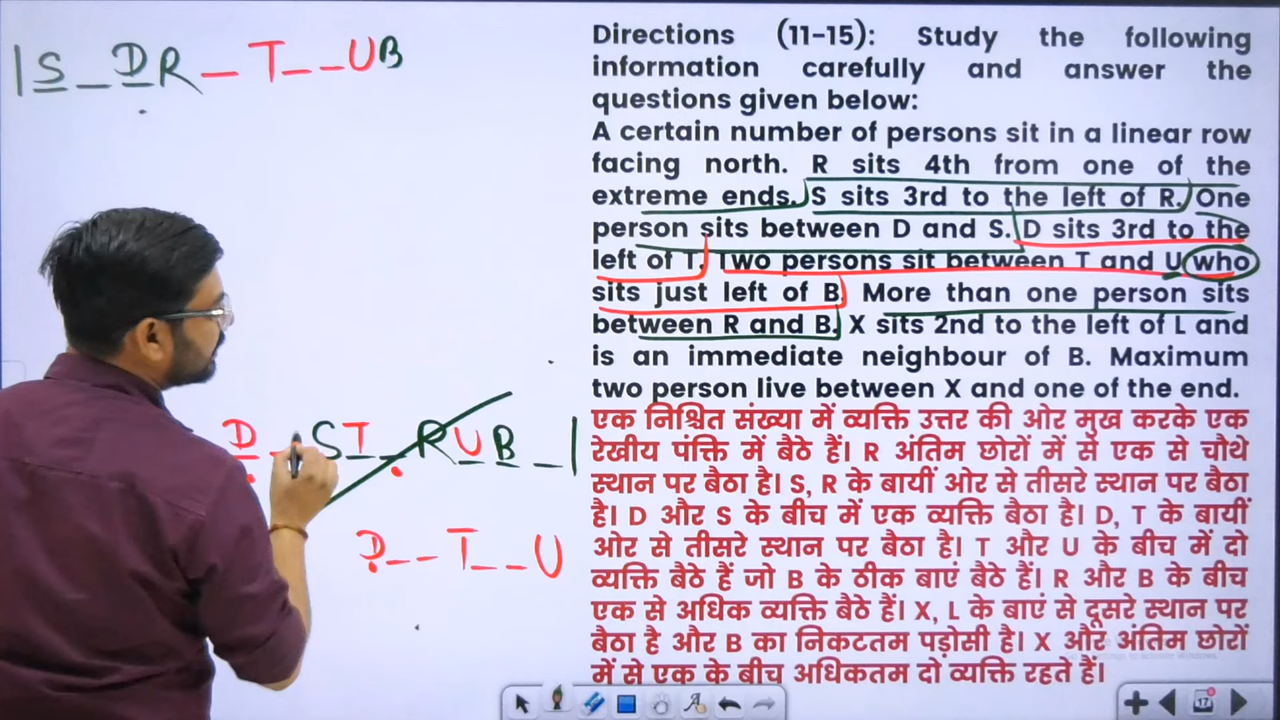 | S _ D R _ T _ _ U B
Directions (11-15): Study the following
information carefully and answer the
questions given below:
A certain number of persons sit in a linear row
facing north. R sits 4th from one of the
extreme ends. S sits 3rd to the left of R. One
person sits between D and S. D sits 3rd to the
left of T. Two persons sit between T and U who
sits just left of B. More than one person sits
between R and B. X sits 2nd to the left of L and
is an immediate neighbour of B. Maximum
two person live between X and one of the end.
एक निश्चित संख्या में व्यक्ति उत्तर की ओर मुख करके एक
रेखीय पंक्ति में बैठे हैं। R अंतिम छोरों में से एक से चौथे
स्थान पर बैठा है। S, R के बायीं ओर से तीसरे स्थान पर बैठा
है। D और S के बीच में एक व्यक्ति बैठा है। D, T के बायीं
ओर से तीसरे स्थान पर बैठा है। T और U के बीच में दो
व्यक्ति बैठे हैं जो B के ठीक बाएं बैठे हैं। R और B के बीच
एक से अधिक व्यक्ति बैठे हैं। X, L के बाएं से दूसरे स्थान पर
बैठा है और B का निकटतम पड़ोसी है। X और अंतिम छोरों
में से एक के बीच अधिकतम दो व्यक्ति रहते हैं।
D _ S T _ R U B _ |
D _ _ T _ _ U
17